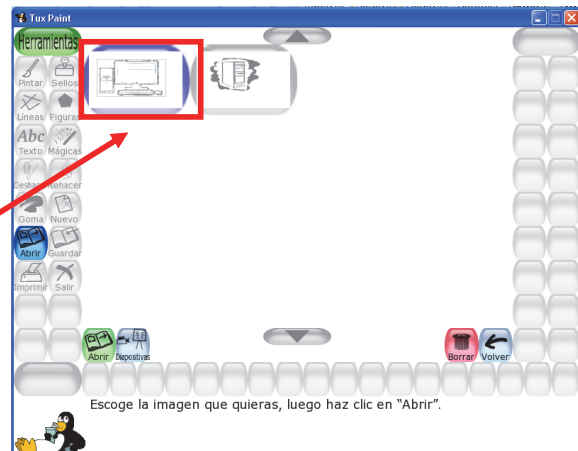 Tux Paint
Herramientas
Pintar Sellos
Líneas Figuras
Abc
Texto Mágicas
Deshacer Rehacer
Goma Nuevo
Abrir Guardar
Imprimir Salir
Abrir Diapositivas Borrar Volver
Escoge la imagen que quieras, luego haz clic en “Abrir”.